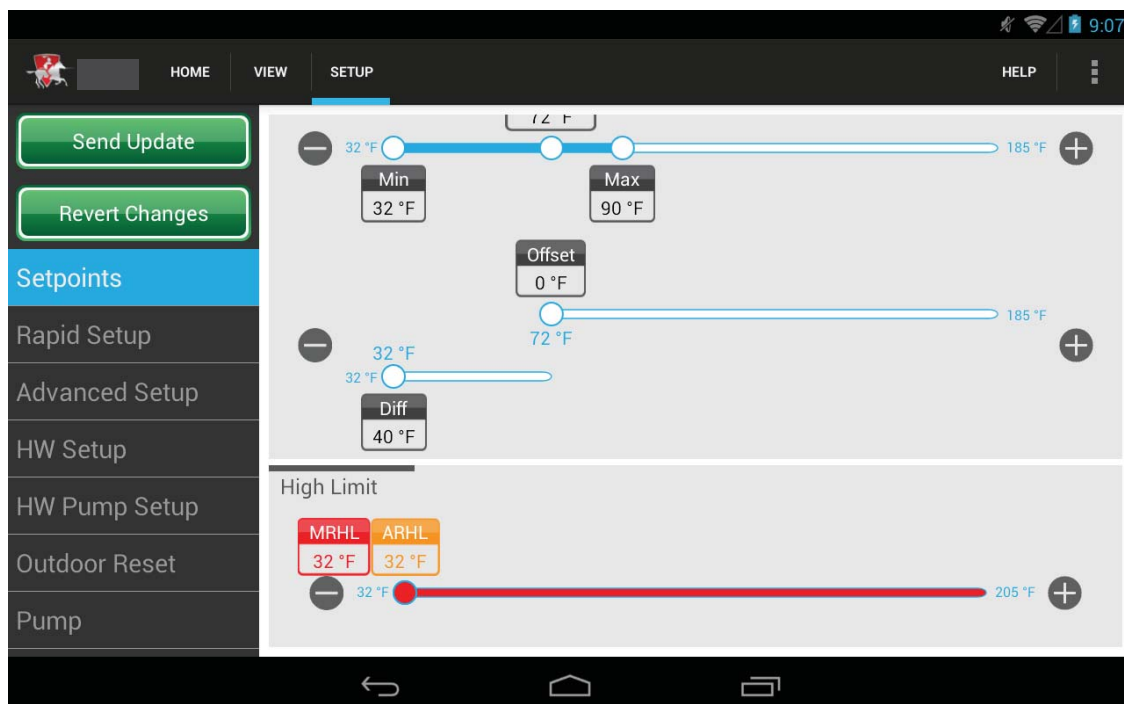 9:07
HOME VIEW SETUP HELP
Send Update
Revert Changes
Setpoints
Rapid Setup
Advanced Setup
HW Setup
HW Pump Setup
Outdoor Reset
Pump
72 °F
32 °F 185 °F
Min Max
32 °F 90 °F
Offset
0 °F
185 °F
72 °F
32 °F
32 °F
Diff
40 °F
High Limit
MRHL ARHL
32 °F 32 °F
32 °F 205 °F